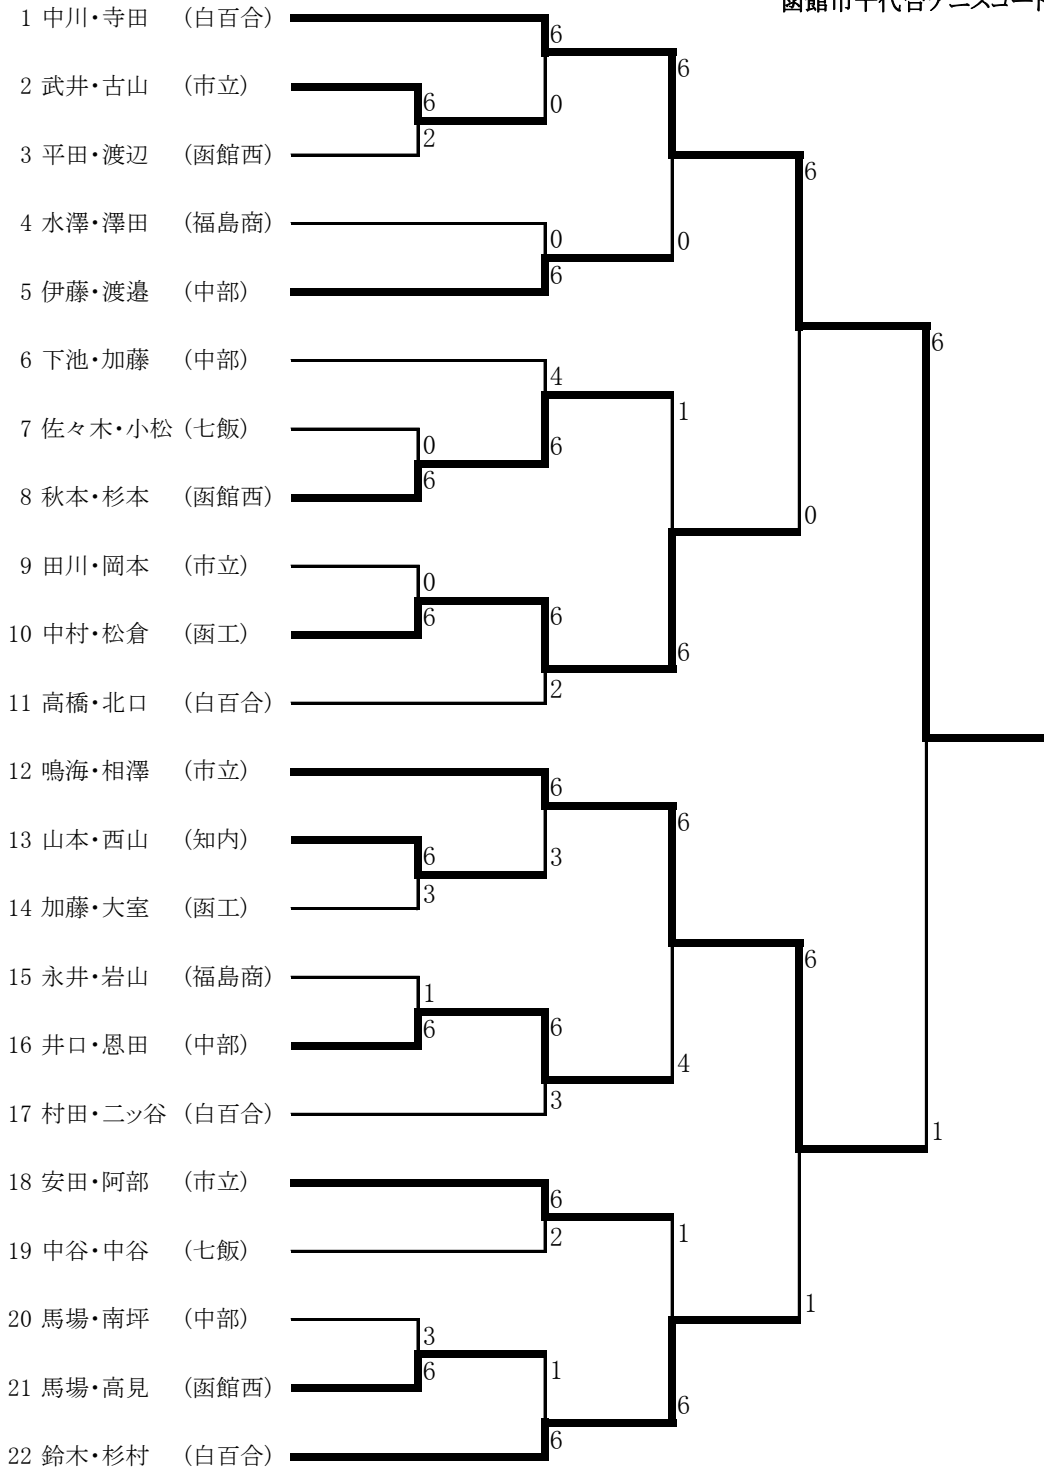 函館市千代台テニスコート
1 中川・寺田 (白百合)
6
6
2 武井・古山 (市立)
6
0
2
3 平田・渡辺 (函館西)
6
4 水澤・澤田 (福島商)
0
0
6
5 伊藤・渡邉 (中部)
6
6 下池・加藤 (中部)
4
1
7 佐々木・小松 (七飯)
0
6
6
8 秋本・杉本 (函館西)
0
9 田川・岡本 (市立)
0
6
6
10 中村・松倉 (函工)
6
2
11 高橋・北口 (白百合)
12 鳴海・相澤 (市立)
6
6
13 山本・西山 (知内)
6
3
3
14 加藤・大室 (函工)
6
15 永井・岩山 (福島商)
1
6
6
16 井口・恩田 (中部)
4
3
17 村田・二ッ谷 (白百合)
1
18 安田・阿部 (市立)
6
1
2
19 中谷・中谷 (七飯)
1
20 馬場・南坪 (中部)
3
6
1
21 馬場・高見 (函館西)
6
6
22 鈴木・杉村 (白百合)